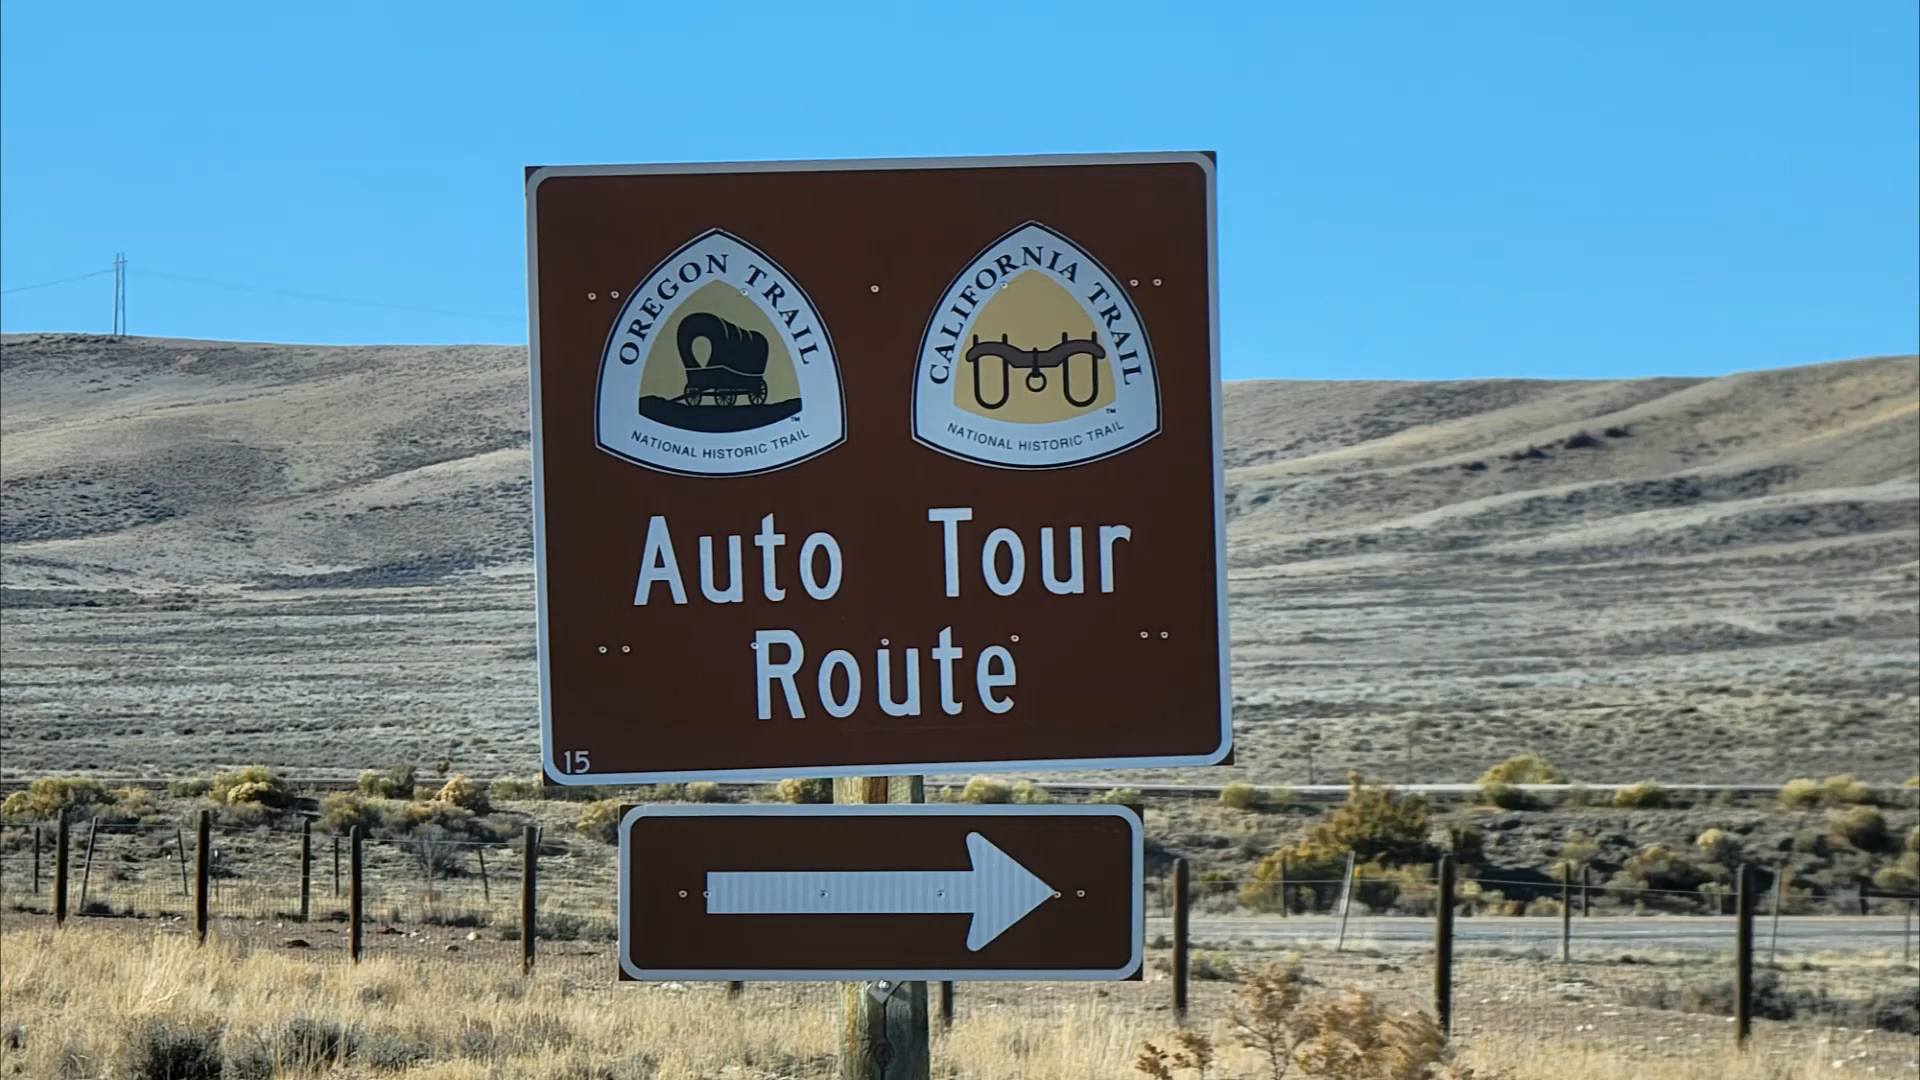 OREGON TRAIL
NATIONAL HISTORIC TRAIL
CALIFORNIA TRAIL
NATIONAL HISTORIC TRAIL
Auto Tour
Route
15